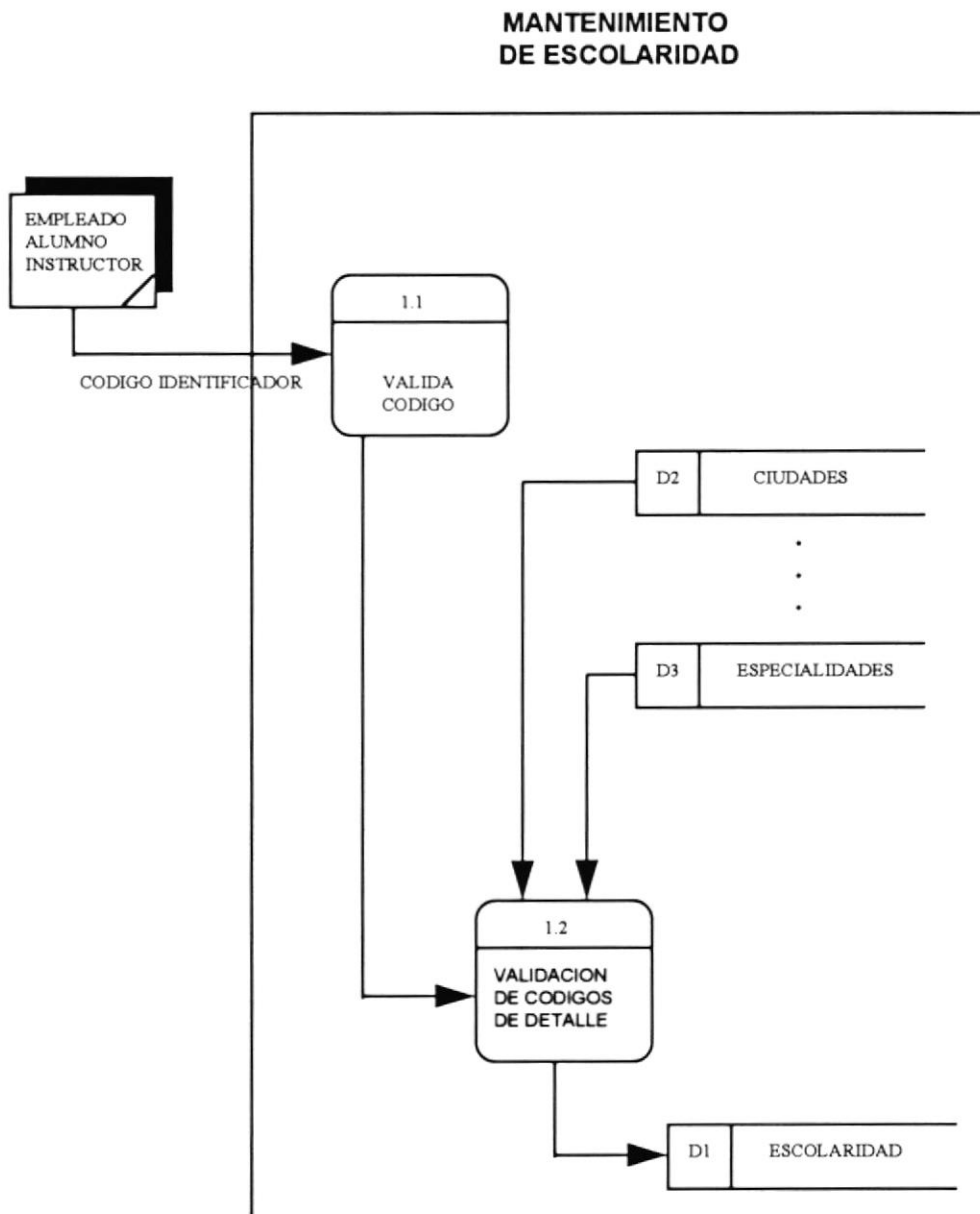 MANTENIMIENTO
DE ESCOLARIDAD
EMPLEADO
ALUMNO
INSTRUCTOR
1.1
CODIGO IDENTIFICADOR
VALIDA
CODIGO
D2
CIUDADES
D3
ESPECIALIDADES
1.2
VALIDACION
DE CODIGOS
DE DETALLE
D1
ESCOLARIDAD